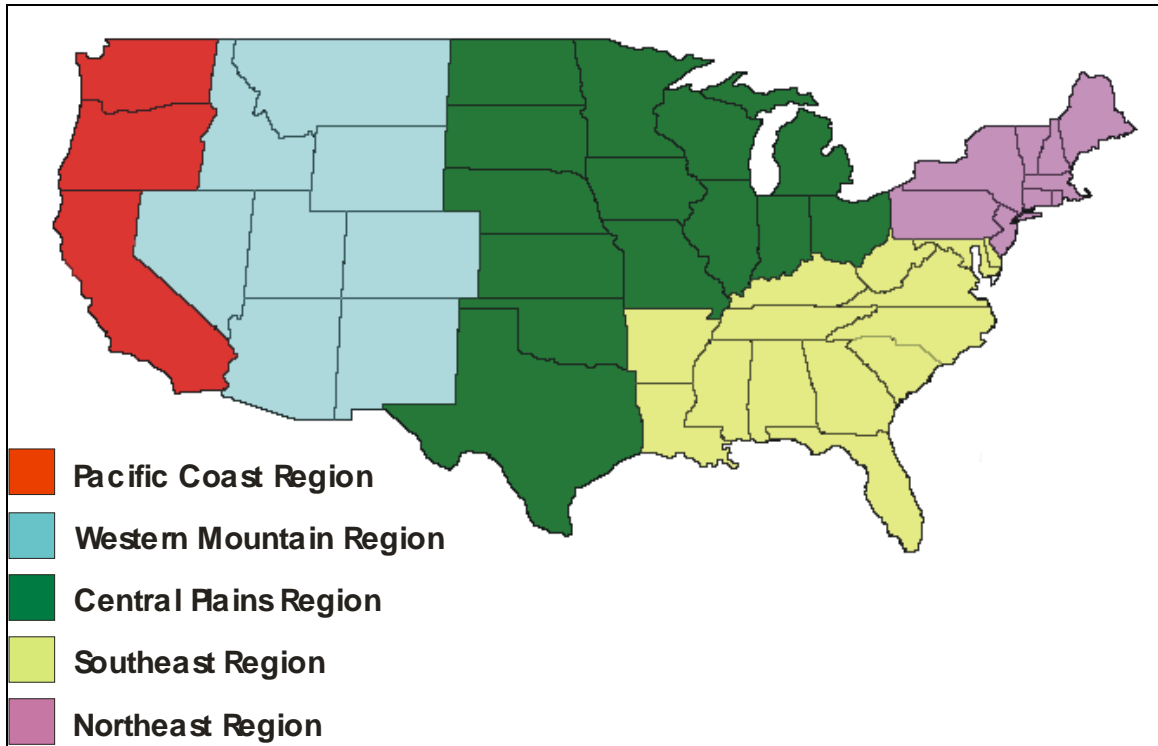 Pacific Coast Region
Western Mountain Region
Central Plains Region
Southeast Region
Northeast Region